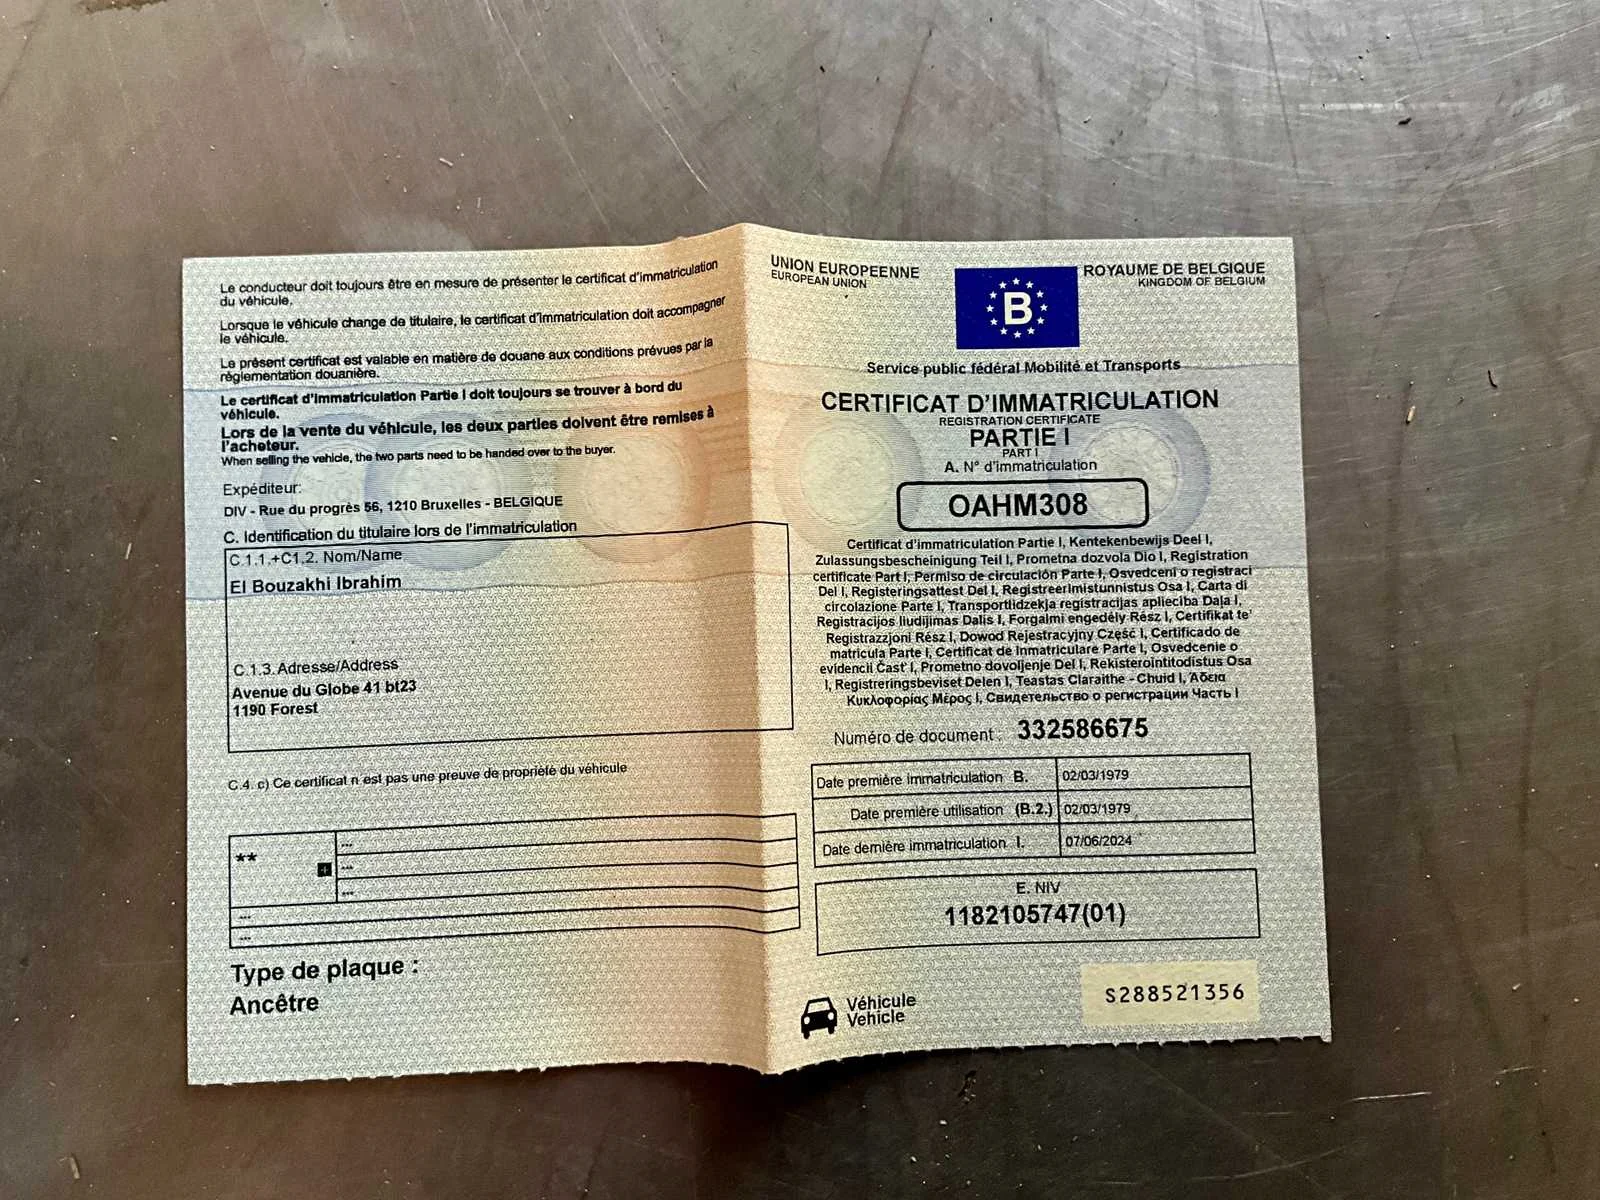 Le conducteur doit toujours être en mesure de présenter le certificat d'immatriculation
du véhicule.
Lorsque le véhicule change de titulaire, le certificat d'immatriculation doit accompagner
le véhicule.
Le présent certificat est valable en matière de douane aux conditions prévues par la
réglementation douanière.
Le certificat d'immatriculation Partie I doit toujours se trouver à bord du
véhicule.
Lors de la vente du véhicule, les deux parties doivent être remises à
l'acheteur.
When selling the vehicle, the two parts need to be handed over to the buyer.
Expéditeur:
DIV - Rue du progrès 56, 1210 Bruxelles - BELGIQUE
C. Identification du titulaire lors de l'immatriculation
C.1.1.+C1.2. Nom/Name
El Bouzakhi Ibrahim
C.1.3. Adresse/Address
Avenue du Globe 41 bt23
1190 Forest
C.4. c) Ce certificat n est pas une preuve de propriété du véhicule
**
+
...
...
...
...
...
Type de plaque :
Ancêtre
UNION EUROPEENNE
EUROPEAN UNION
B
ROYAUME DE BELGIQUE
KINGDOM OF BELGIUM
Service public fédéral Mobilité et Transports
CERTIFICAT D'IMMATRICULATION
REGISTRATION CERTIFICATE
PARTIE I
PART I
A. N° d'immatriculation
OAHM308
Certificat d'immatriculation Partie I, Kentekenbewijs Deel I,
Zulassungsbescheinigung Teil I, Prometna dozvola Dio I, Registration
certificate Part I, Permiso de circulación Parte I, Osvedceni o registraci
Del I, Registeringsattest Del I, Registreerimistunnistus Osa I, Carta di
circolazione Parte I, Transportlidzekja registracijas aplieciba Daļa I,
Registracijos liudijimas Dalis I, Forgalmi engedély Rész I, Certifikat te'
Registrazzjoni Rész I, Dowod Rejestracyjny Część I, Certificado de
matricula Parte I, Certificat de Inmatriculare Parte I, Osvedcenie o
evidencii Čast' I, Prometno dovoljenje Del I, Rekisterointitodistus Osa
I, Registreringsbeviset Delen I, Teastas Claraithe - Chuid I, Άδεια
Κυκλοφορίας Μέρος I, Свидетельство о регистрации Часть I
Numéro de document : 332586675
Date première immatriculation B. 02/03/1979
Date première utilisation (B.2.) 02/03/1979
Date dernière immatriculation I. 07/06/2024
E. NIV
1182105747(01)
Véhicule
Vehicle
S288521356